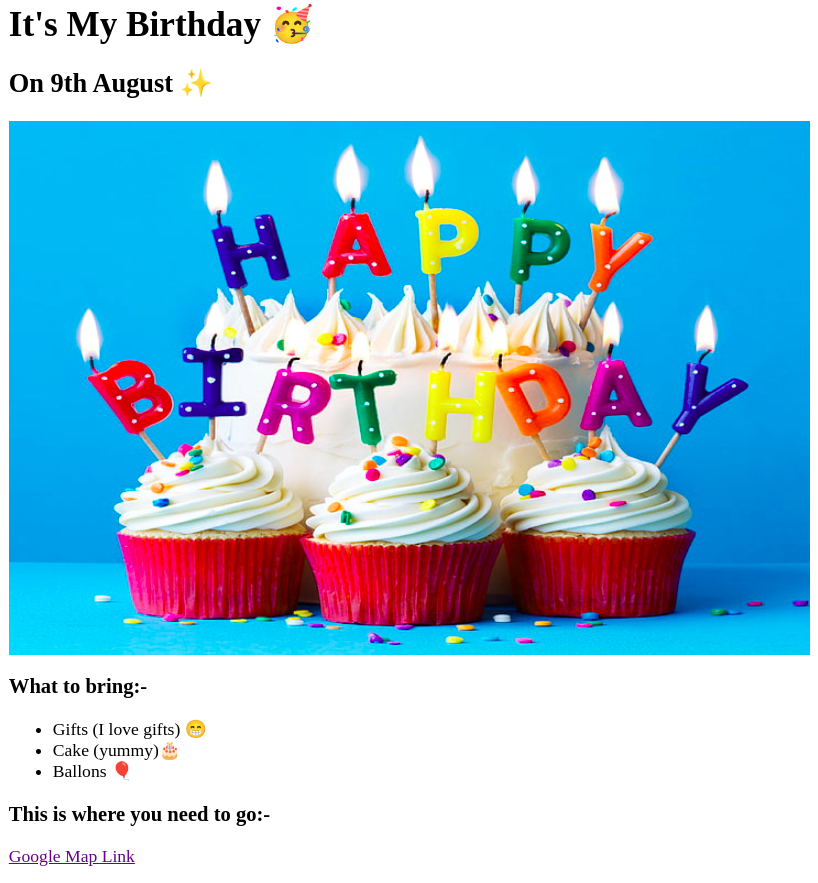 It's My Birthday 🥳
On 9th August ✨
HAPPY
BIRTHDAY
What to bring:-
Gifts (I love gifts) 😁
Cake (yummy)🎂
Ballons 🎈
This is where you need to go:-
Google Map Link